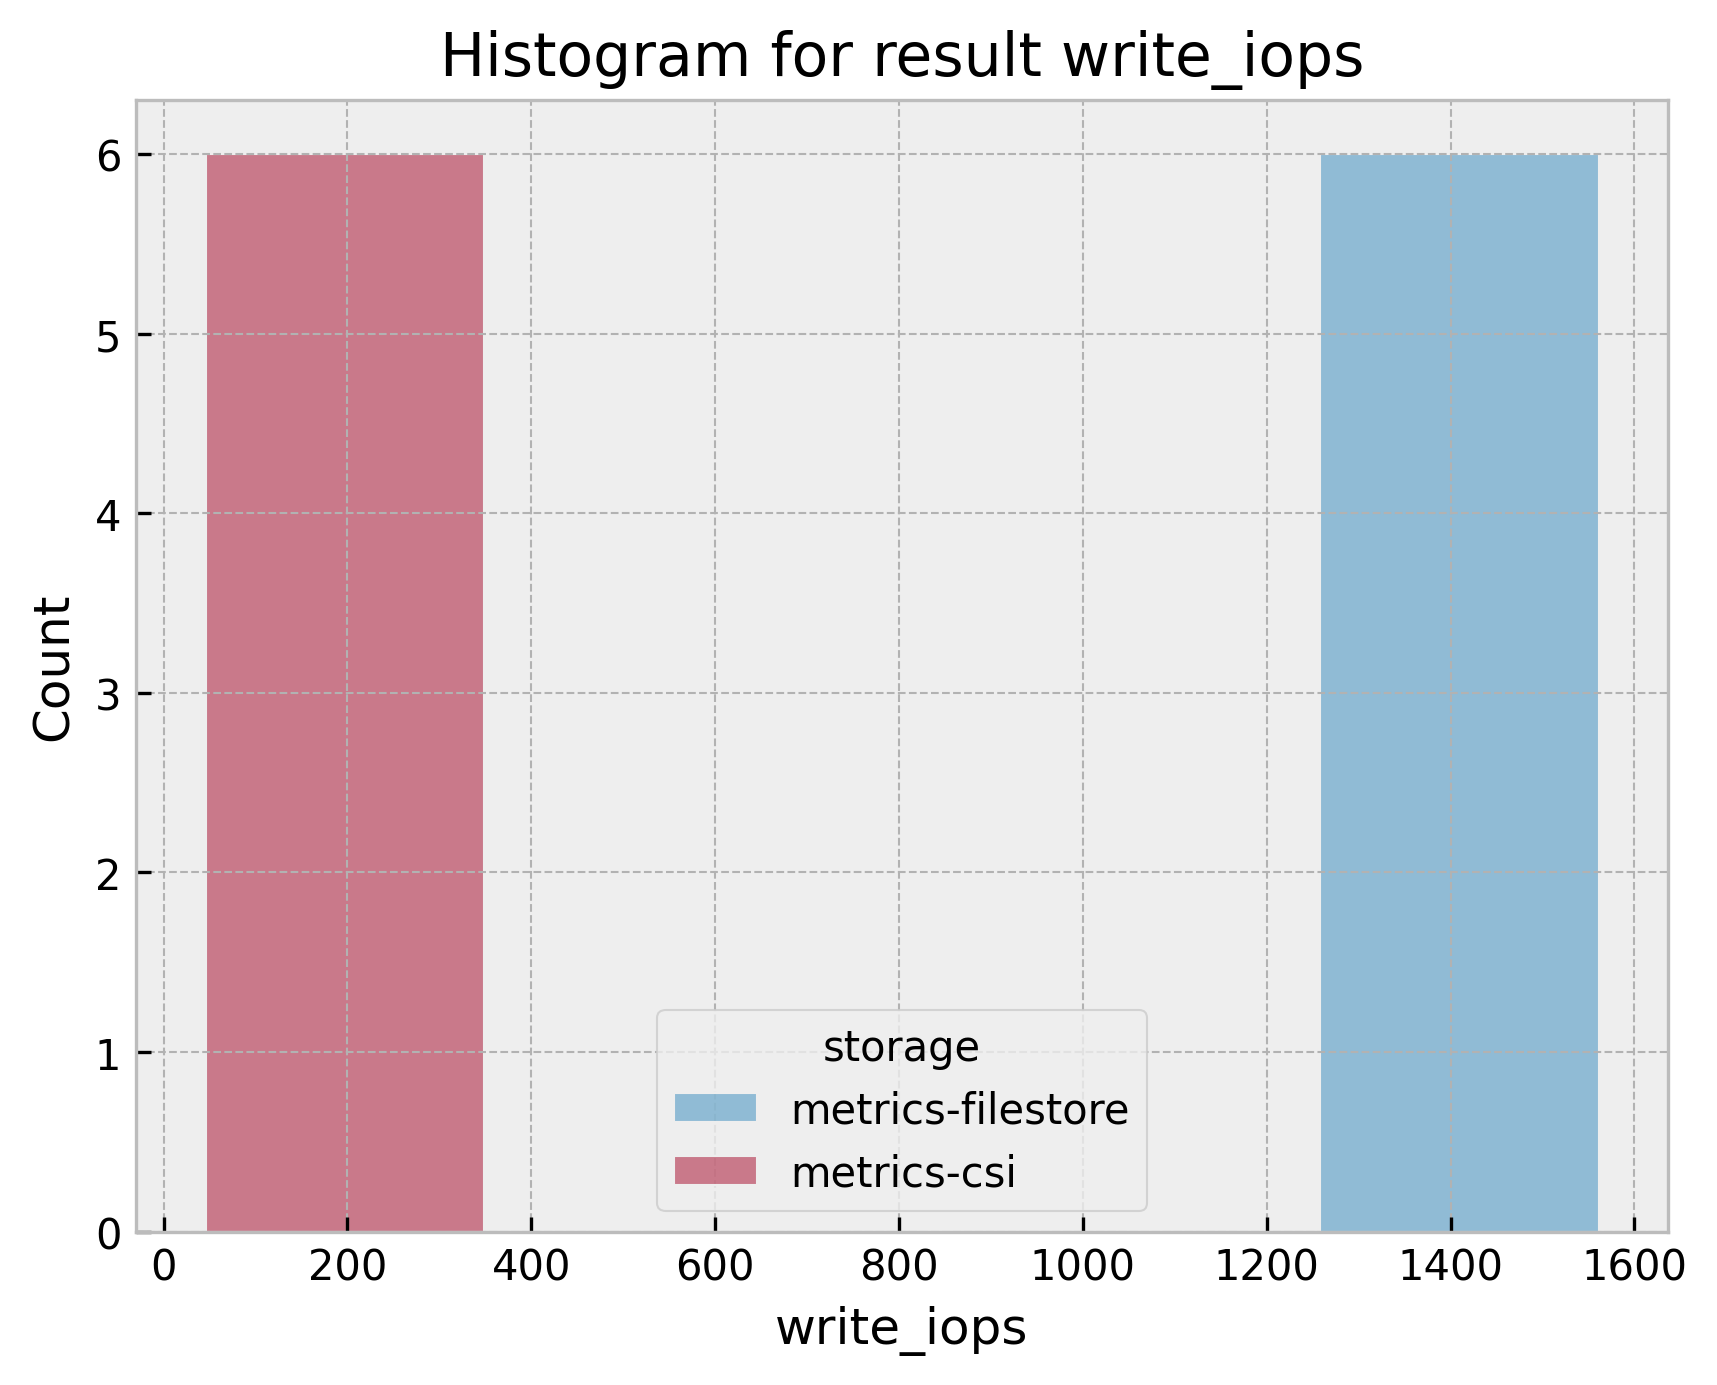 Histogram for result write_iops
6
5
4
3
2
1
0
Count
storage
metrics-filestore
metrics-csi
0 200 400 600 800 1000 1200 1400 1600
write_iops